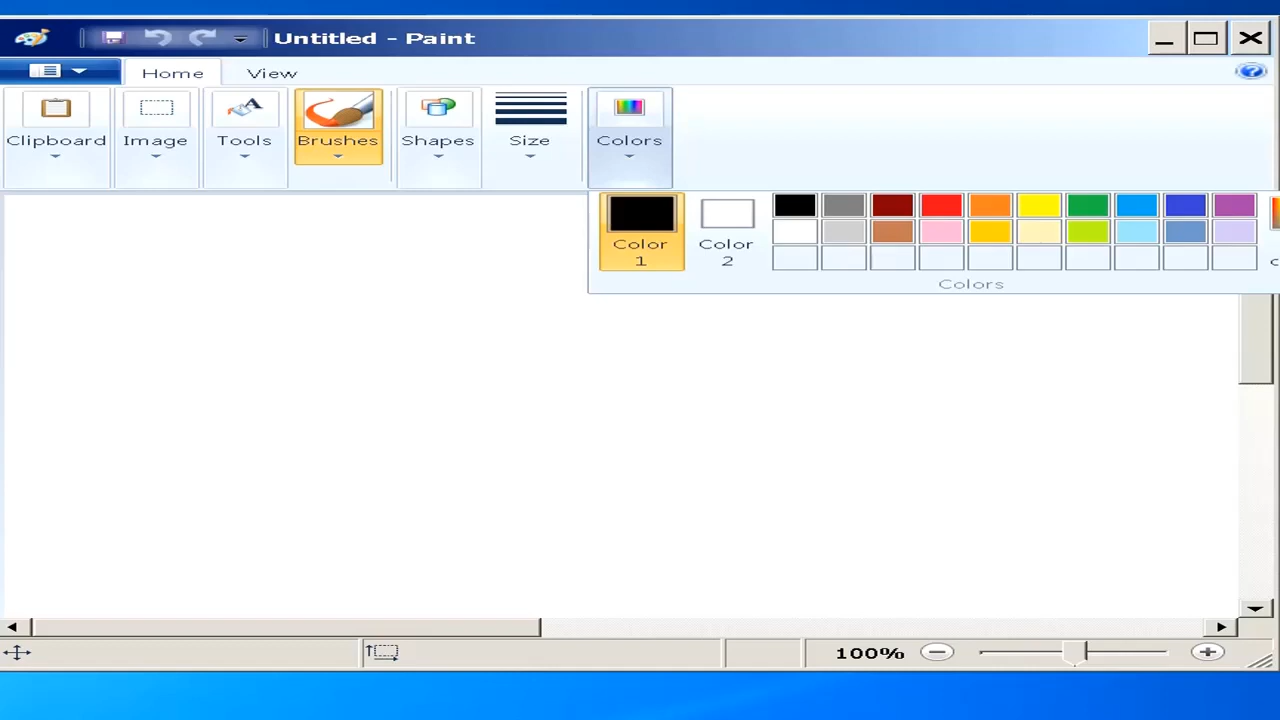 Untitled - Paint
Home View
Clipboard Image Tools Brushes Shapes Size Colors
Color 1 Color 2
Colors
100%